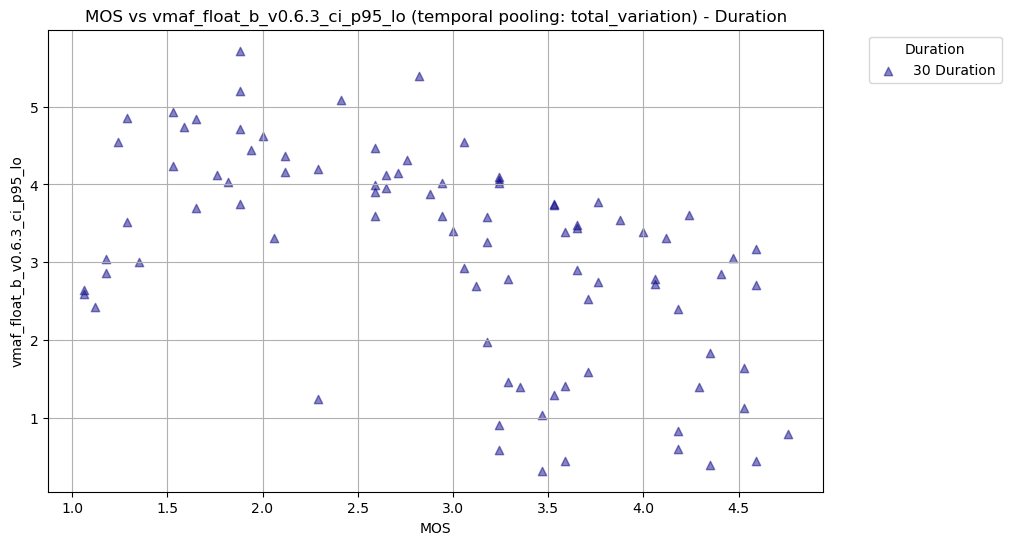 MOS vs vmaf_float_b_v0.6.3_ci_p95_lo (temporal pooling: total_variation) - Duration
Duration
30 Duration
vmaf_float_b_v0.6.3_ci_p95_lo
5
4
3
2
1
1.0 1.5 2.0 2.5 3.0 3.5 4.0 4.5
MOS